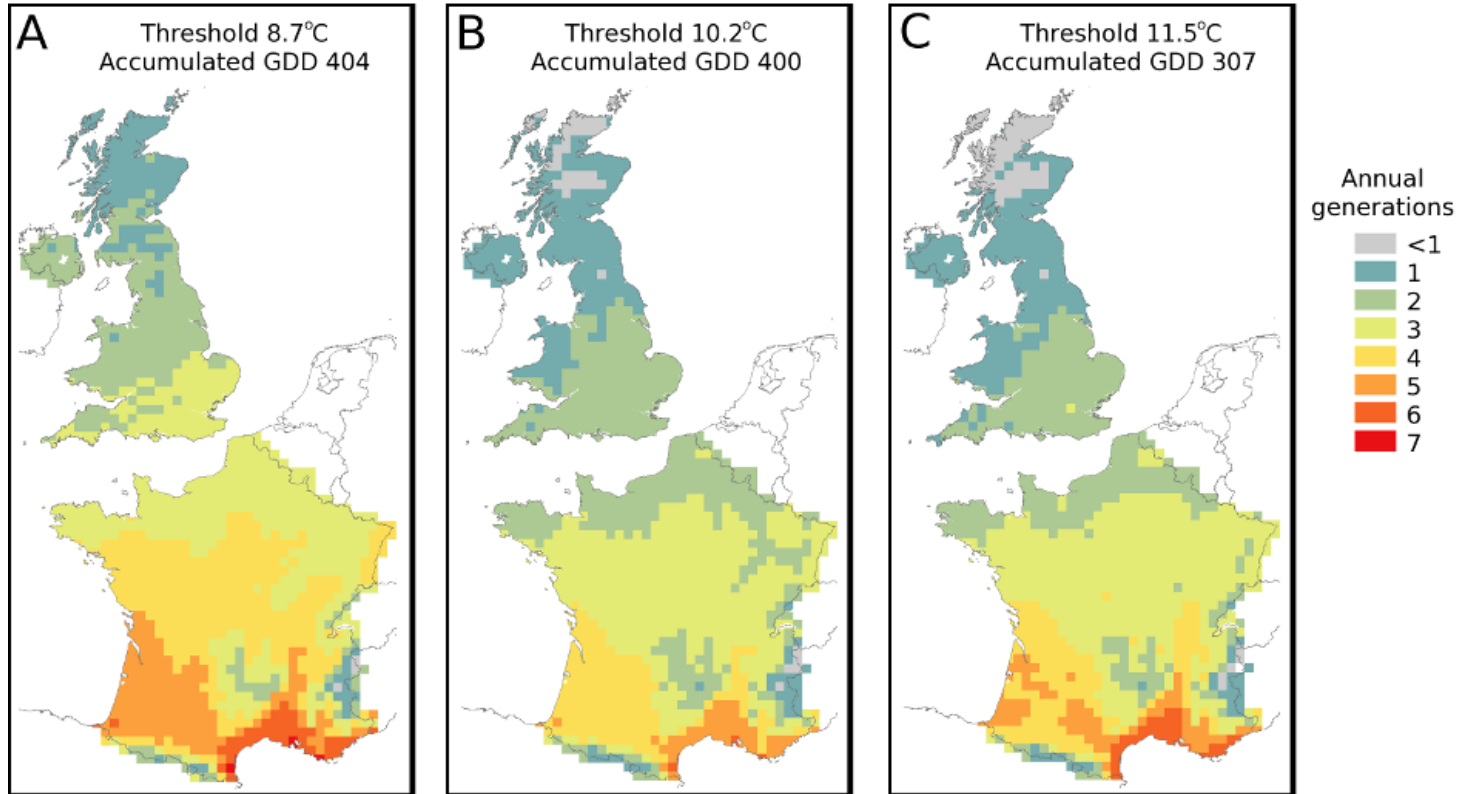 A
Threshold 8.7°C
Accumulated GDD 404
B
Threshold 10.2°C
Accumulated GDD 400
C
Threshold 11.5°C
Accumulated GDD 307
Annual
generations
<1
1
2
3
4
5
6
7